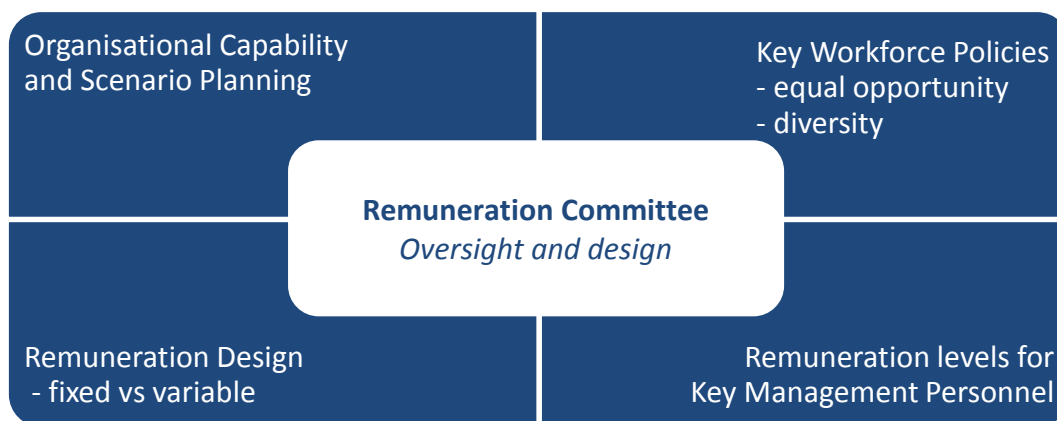 Organisational Capability
and Scenario Planning
Key Workforce Policies
- equal opportunity
- diversity
Remuneration Committee
Oversight and design
Remuneration Design
- fixed vs variable
Remuneration levels for
Key Management Personnel